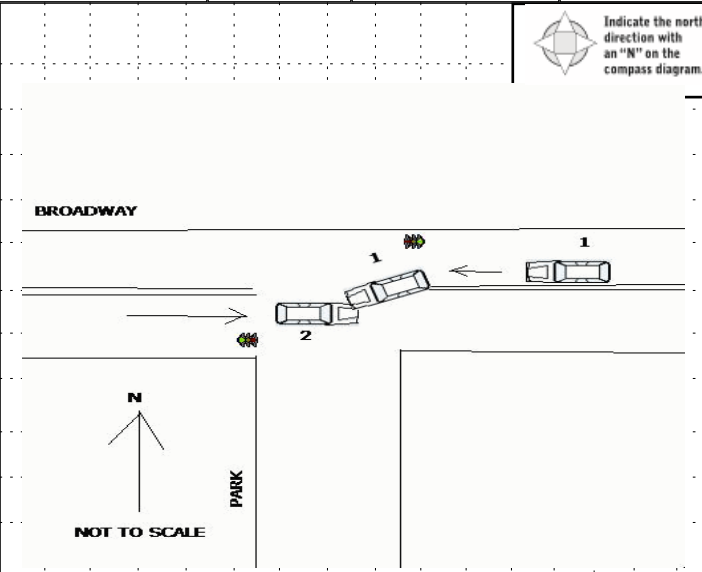 Indicate the north
direction with
an “N” on the
compass diagram.
BROADWAY
1
1
2
N
PARK
NOT TO SCALE